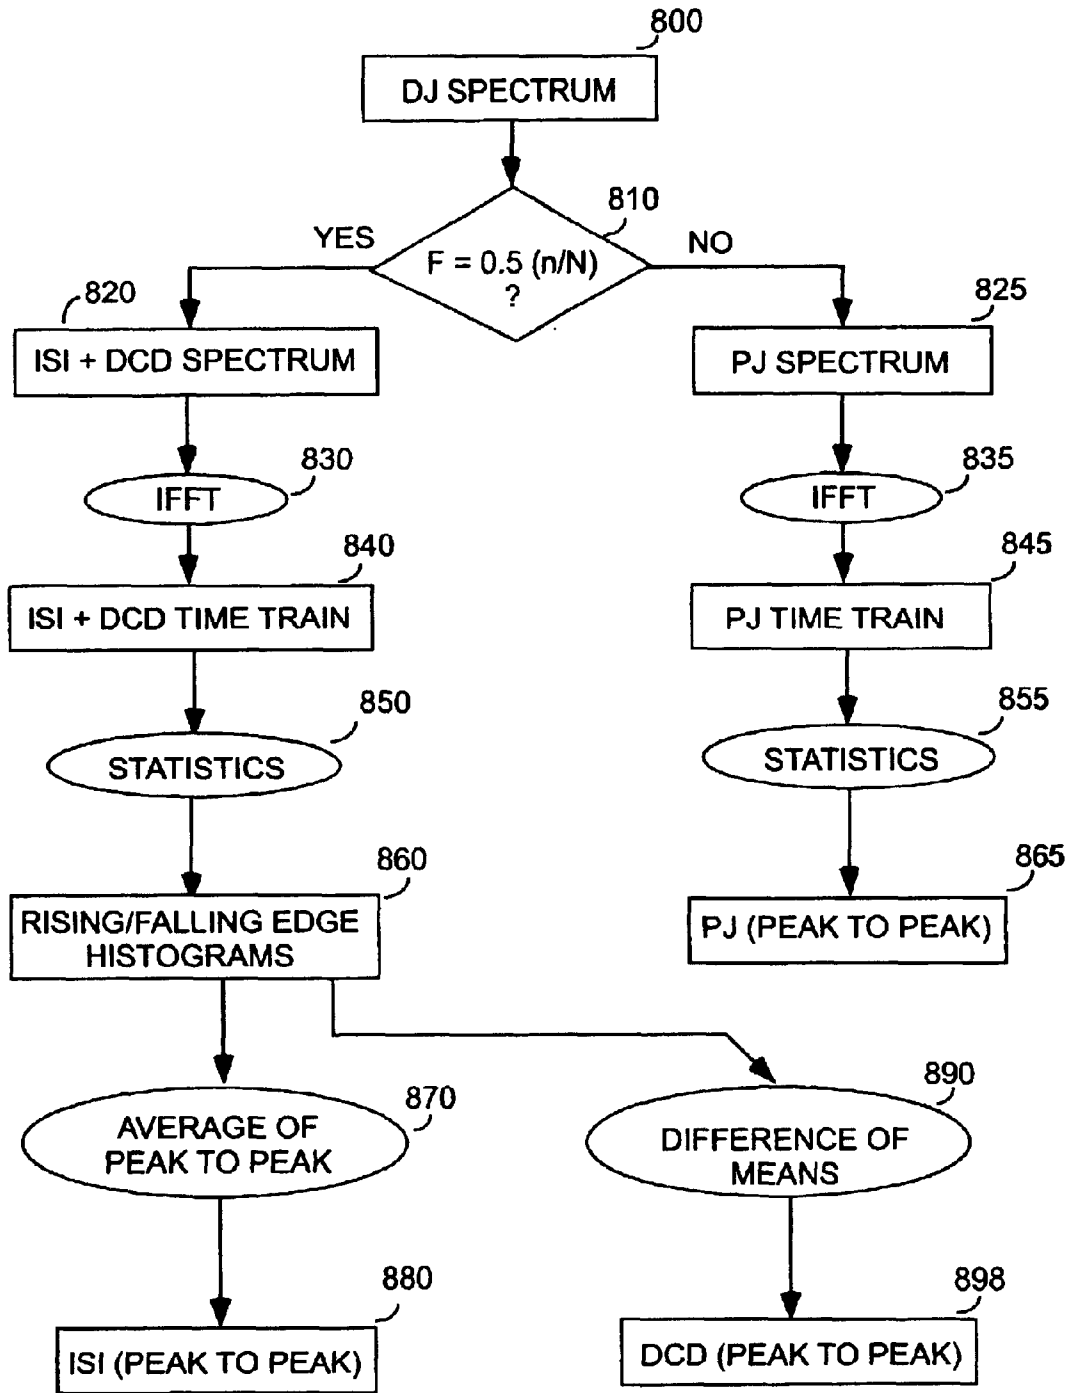 800
DJ SPECTRUM
810
YES
F = 0.5 (n/N)
?
NO
820
ISI + DCD SPECTRUM
825
PJ SPECTRUM
830
IFFT
835
IFFT
840
ISI + DCD TIME TRAIN
845
PJ TIME TRAIN
850
STATISTICS
855
STATISTICS
860
RISING/FALLING EDGE
HISTOGRAMS
865
PJ (PEAK TO PEAK)
870
AVERAGE OF
PEAK TO PEAK
890
DIFFERENCE OF
MEANS
880
ISI (PEAK TO PEAK)
898
DCD (PEAK TO PEAK)